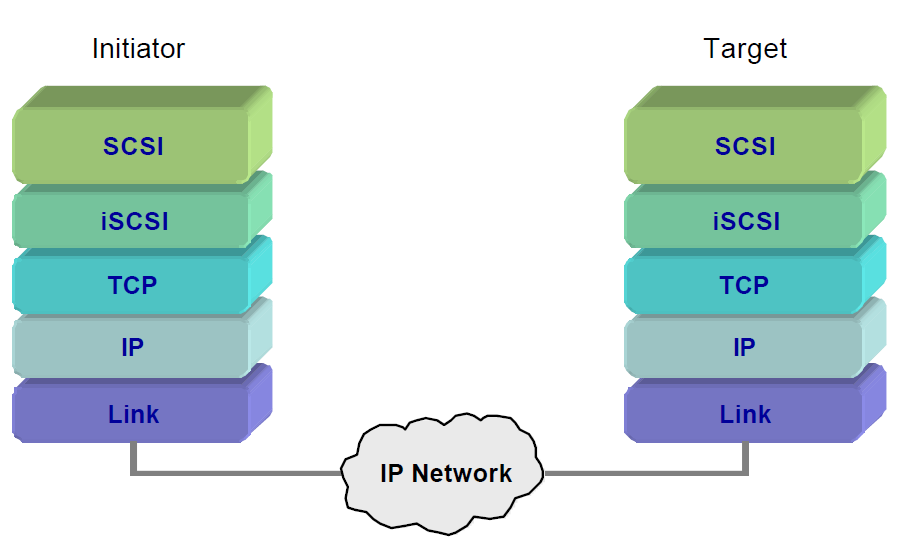 Initiator
Target
SCSI
SCSI
iSCSI
iSCSI
TCP
TCP
IP
IP
Link
Link
IP Network